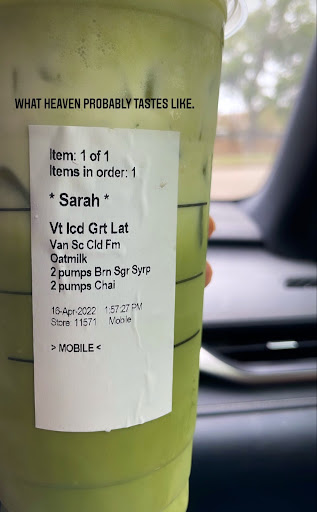 WHAT HEAVEN PROBABLY TASTES LIKE.
Item: 1 of 1
Items in order: 1
* Sarah *
Vt Icd Grt Lat
Van Sc Cld Fm
Oatmilk
2 pumps Brn Sgr Syrp
2 pumps Chai
16-Apr-2022 1:57:27 PM
Store: 11571 Mobile
> MOBILE <